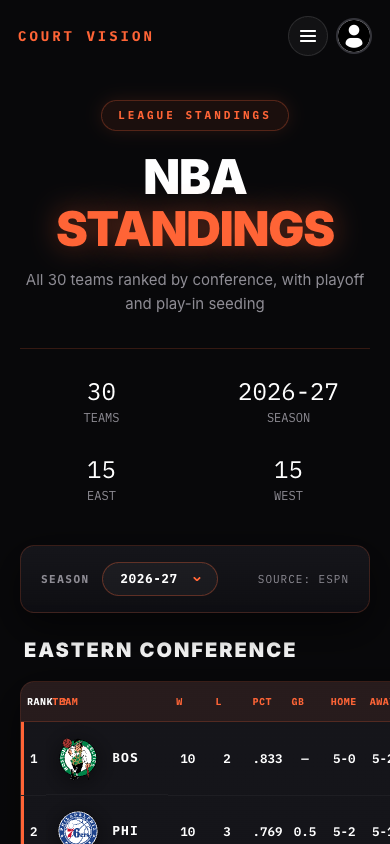 COURT VISION
LEAGUE STANDINGS
NBA
STANDINGS
All 30 teams ranked by conference, with playoff
and play-in seeding
30
TEAMS
2026-27
SEASON
15
EAST
15
WEST
SEASON 2026-27 SOURCE: ESPN
EASTERN CONFERENCE
RANK TEAM W L PCT GB HOME
1 BOS 10 2 .833 — 5-0
2 76ERS PHI 10 3 .769 0.5 5-2